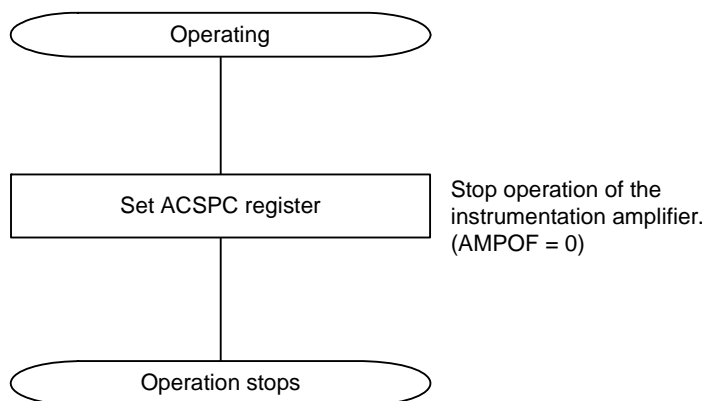 Operating
Set ACSPC register
Stop operation of the
instrumentation amplifier.
(AMPOF = 0)
Operation stops